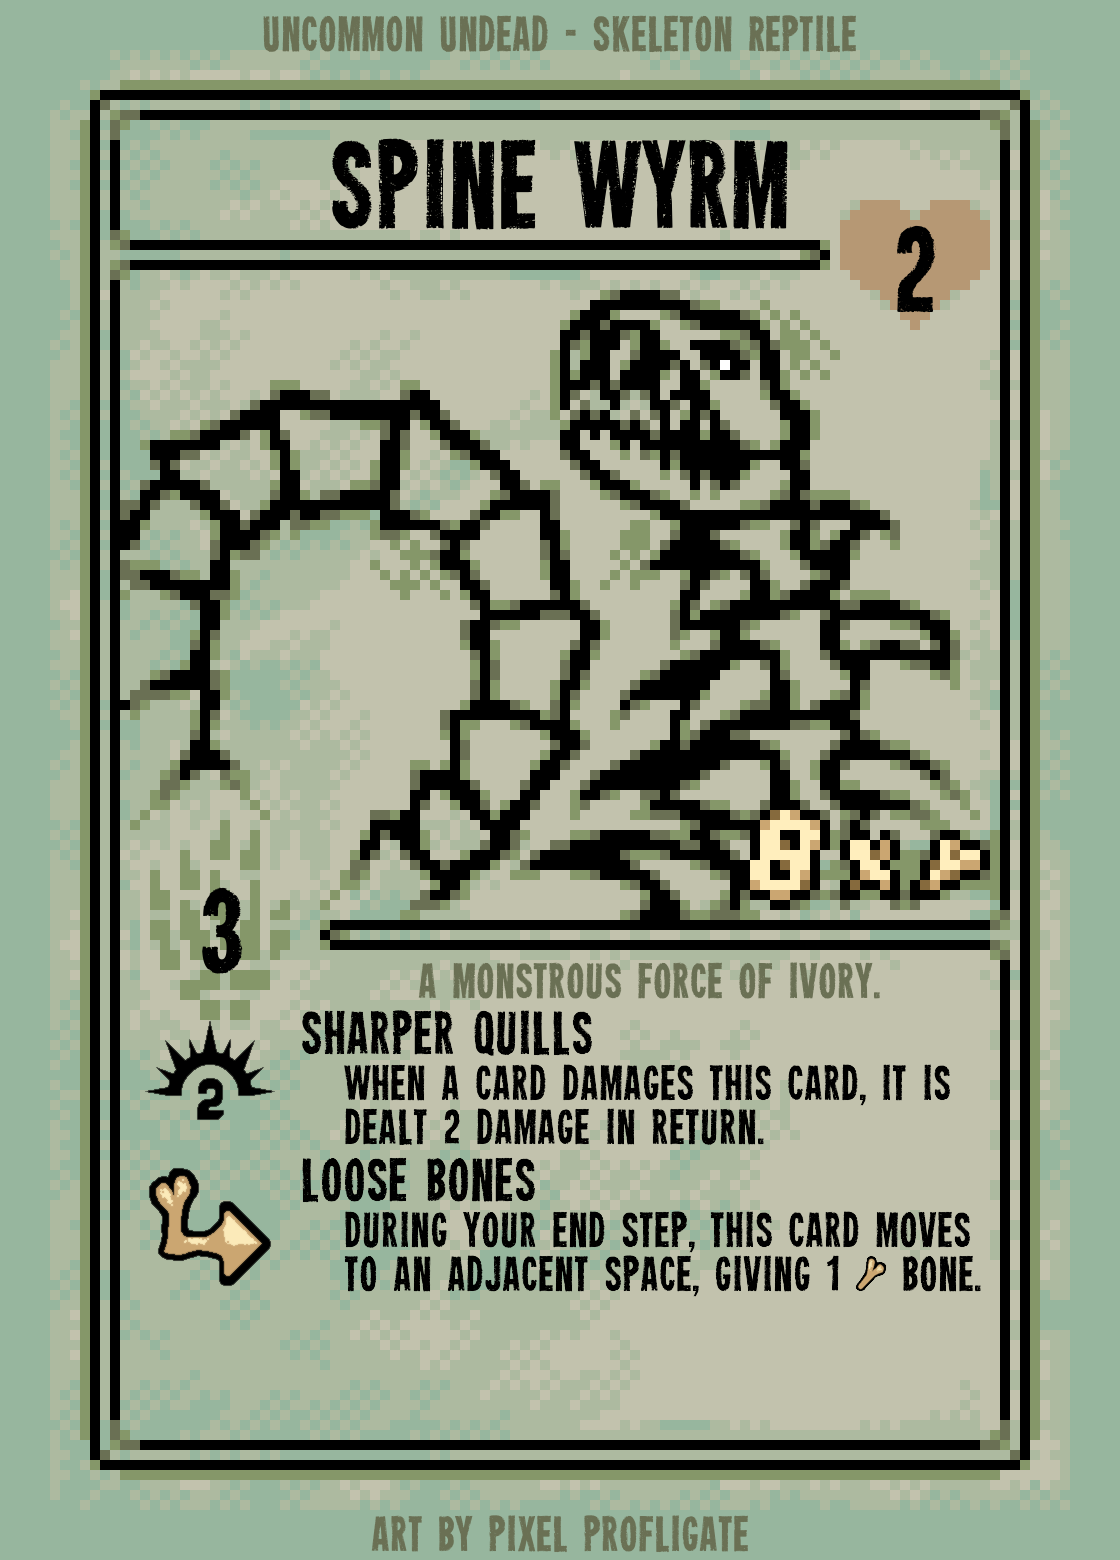 UNCOMMON UNDEAD - SKELETON REPTILE
SPINE WYRM
2
8 X
3
A MONSTROUS FORCE OF IVORY.
SHARPER QUILLS
2
WHEN A CARD DAMAGES THIS CARD, IT IS
DEALT 2 DAMAGE IN RETURN.
LOOSE BONES
DURING YOUR END STEP, THIS CARD MOVES
TO AN ADJACENT SPACE, GIVING 1 BONE.
ART BY PIXEL PROFLIGATE